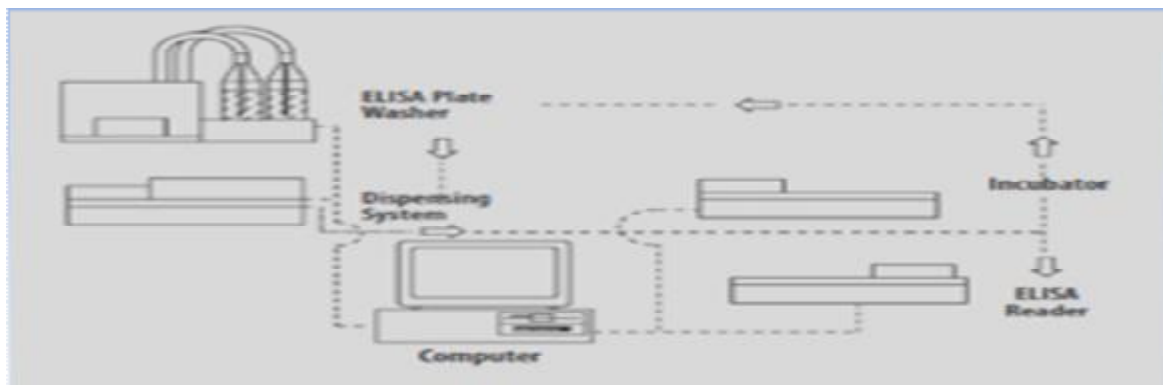 ELISA Plate
Washer
Dispensing
System
Incubator
ELISA
Reader
Computer